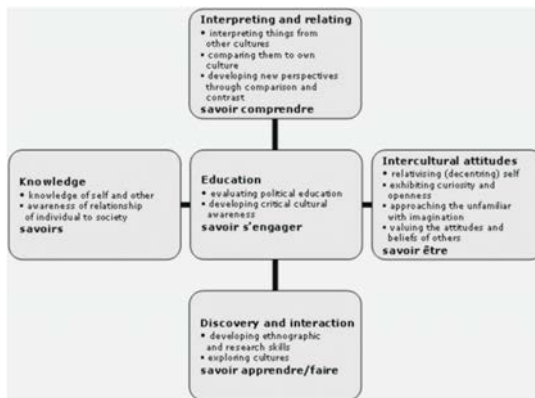 Interpreting and relating
• interpreting things from
other cultures
• comparing them to own
culture
• developing new perspectives
through comparison and
contrast
savoir comprendre
Knowledge
• knowledge of self and other
• awareness of relationship
of individual to society
savoirs
Education
• evaluating political education
• developing critical cultural
awareness
savoir s'engager
Intercultural attitudes
• relativising (decentring) self
• exhibiting curiosity and
openness
• approaching the unfamiliar
with imagination
• valuing the attitudes and
beliefs of others
savoir être
Discovery and interaction
• developing ethnographic
and research skills
• exploring cultures
savoir apprendre/faire